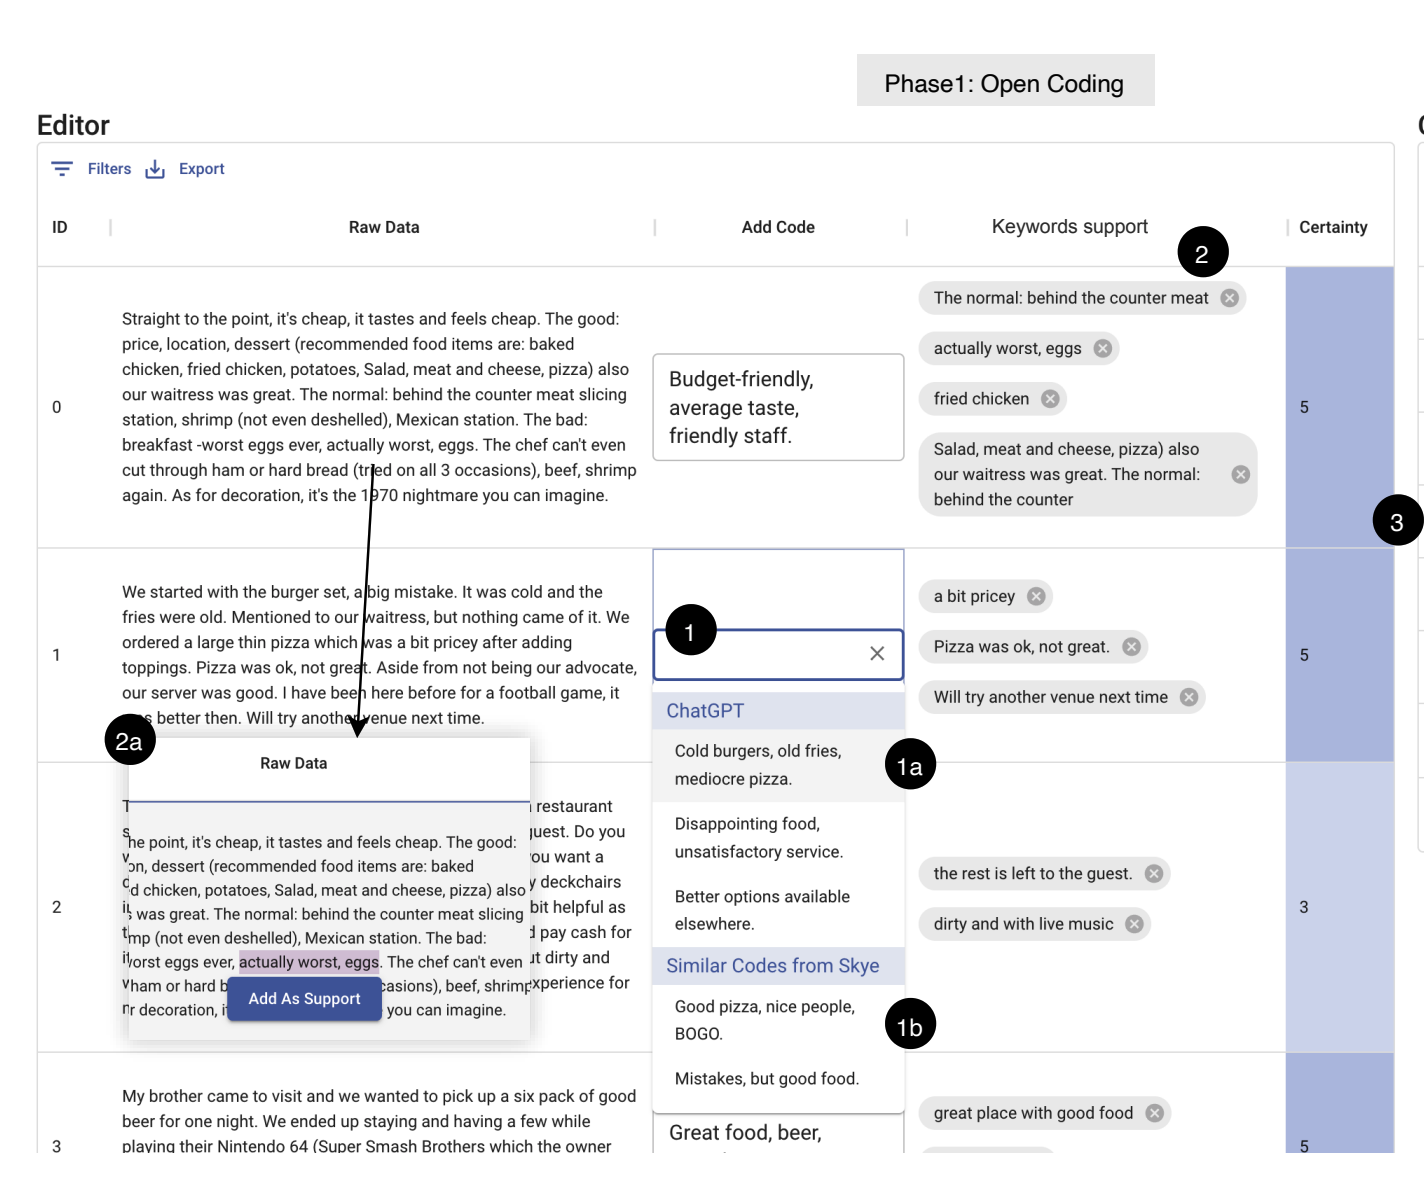 Phase1: Open Coding
Editor
Filters Export
ID Raw Data Add Code Keywords support Certainty
2
0
Straight to the point, it's cheap, it tastes and feels cheap. The good:
price, location, dessert (recommended food items are: baked
chicken, fried chicken, potatoes, Salad, meat and cheese, pizza) also
our waitress was great. The normal: behind the counter meat slicing
station, shrimp (not even deshelled), Mexican station. The bad:
breakfast -worst eggs ever, actually worst, eggs. The chef can't even
cut through ham or hard bread (tried on all 3 occasions), beef, shrimp
again. As for decoration, it's the 1970 nightmare you can imagine.
Budget-friendly,
average taste,
friendly staff.
The normal: behind the counter meat
actually worst, eggs
fried chicken
Salad, meat and cheese, pizza) also
our waitress was great. The normal:
behind the counter
5
3
1
We started with the burger set, a big mistake. It was cold and the
fries were old. Mentioned to our waitress, but nothing came of it. We
ordered a large thin pizza which was a bit pricey after adding
toppings. Pizza was ok, not great. Aside from not being our advocate,
our server was good. I have been here before for a football game, it
better then. Will try another venue next time.
1
ChatGPT
Cold burgers, old fries,
mediocre pizza.
1a
Disappointing food,
unsatisfactory service.
Better options available
elsewhere.
Similar Codes from Skye
Good pizza, nice people,
BOGO.
1b
Mistakes, but good food.
a bit pricey
Pizza was ok, not great.
Will try another venue next time
5
2a
Raw Data
he point, it's cheap, it tastes and feels cheap. The good:
on, dessert (recommended food items are: baked
d chicken, potatoes, Salad, meat and cheese, pizza) also
was great. The normal: behind the counter meat slicing
mp (not even deshelled), Mexican station. The bad:
orst eggs ever, actually worst, eggs. The chef can't even
ham or hard b casions), beef, shrimp
Add As Support
r decoration, i you can imagine.
2
restaurant
uest. Do you
ou want a
deckchairs
bit helpful as
d pay cash for
ut dirty and
xperience for
the rest is left to the guest.
dirty and with live music
3
3
My brother came to visit and we wanted to pick up a six pack of good
beer for one night. We ended up staying and having a few while
playing their Nintendo 64 (Super Smash Brothers which the owner
Great food, beer,
great place with good food
5